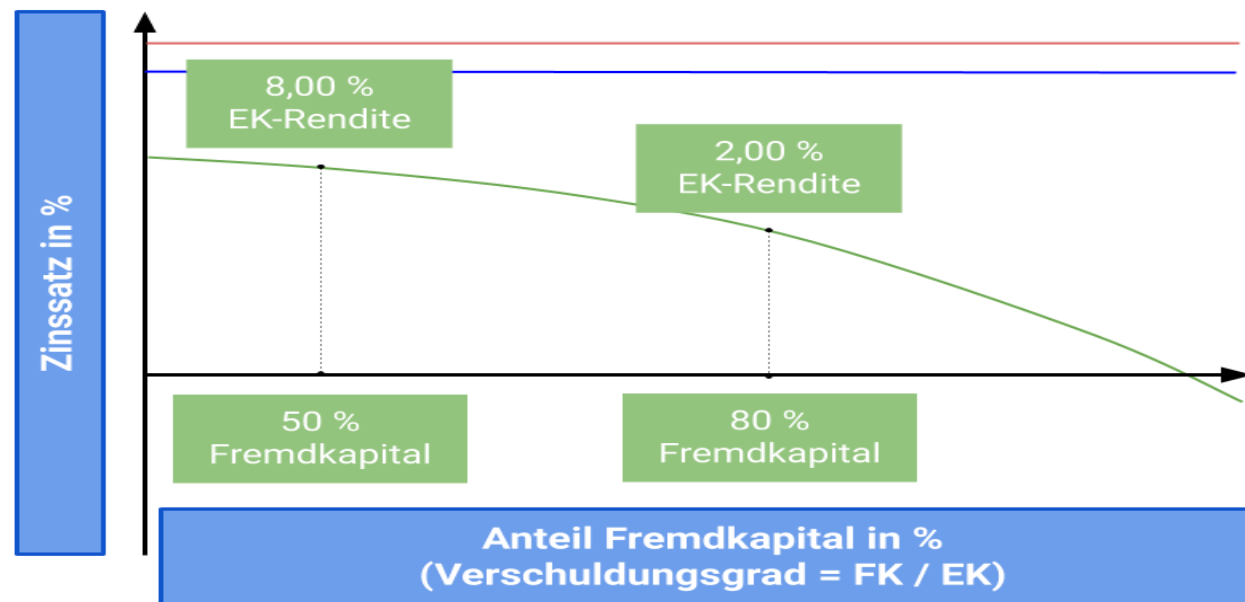 Zinssatz in %
8,00 %
EK-Rendite
2,00 %
EK-Rendite
50 %
Fremdkapital
80 %
Fremdkapital
Anteil Fremdkapital in %
(Verschuldungsgrad = FK / EK)